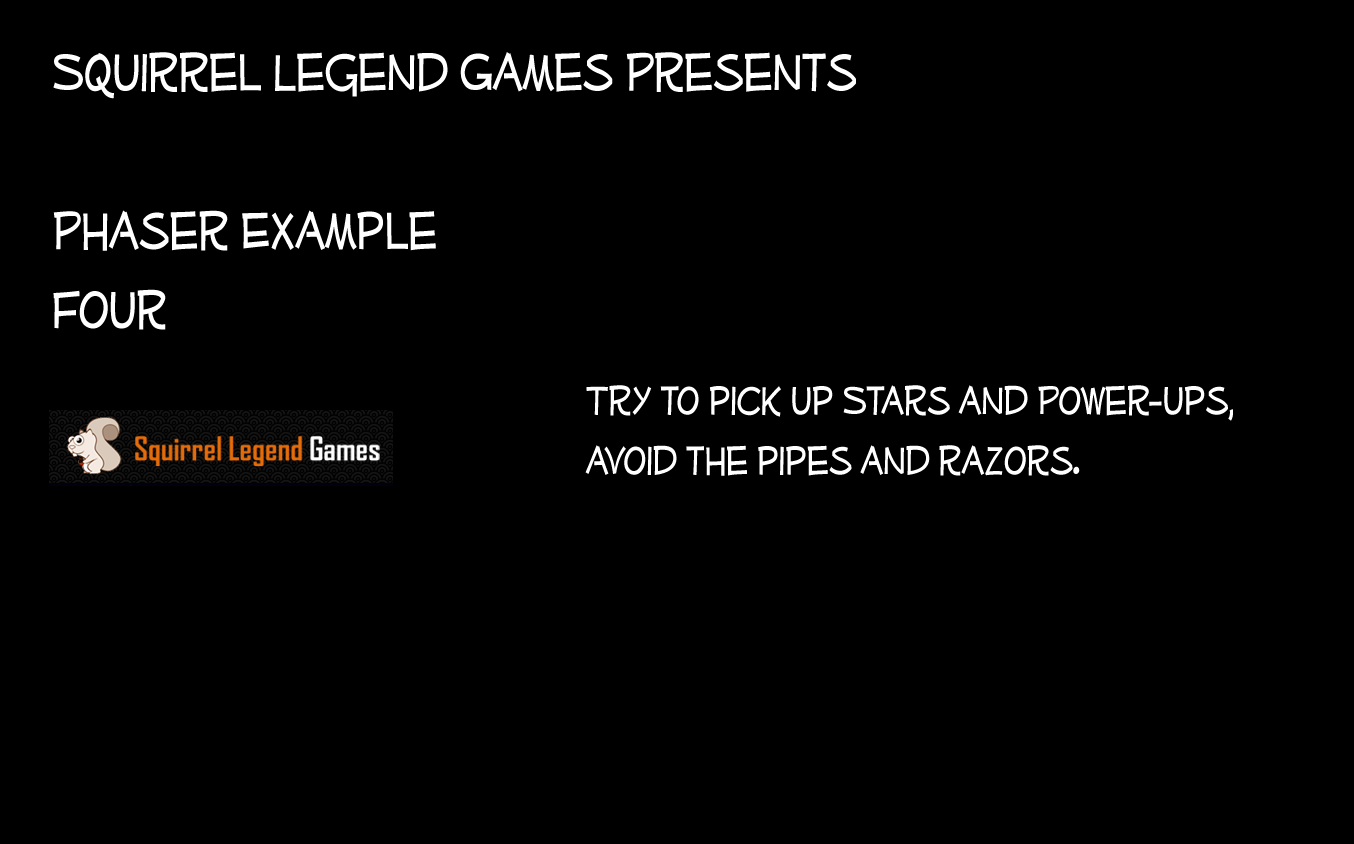 SQUIRREL LEGEND GAMES PRESENTS
PHASER EXAMPLE
FOUR
TRY TO PICK UP STARS AND POWER-UPS,
AVOID THE PIPES AND RAZORS.
Squirrel Legend Games